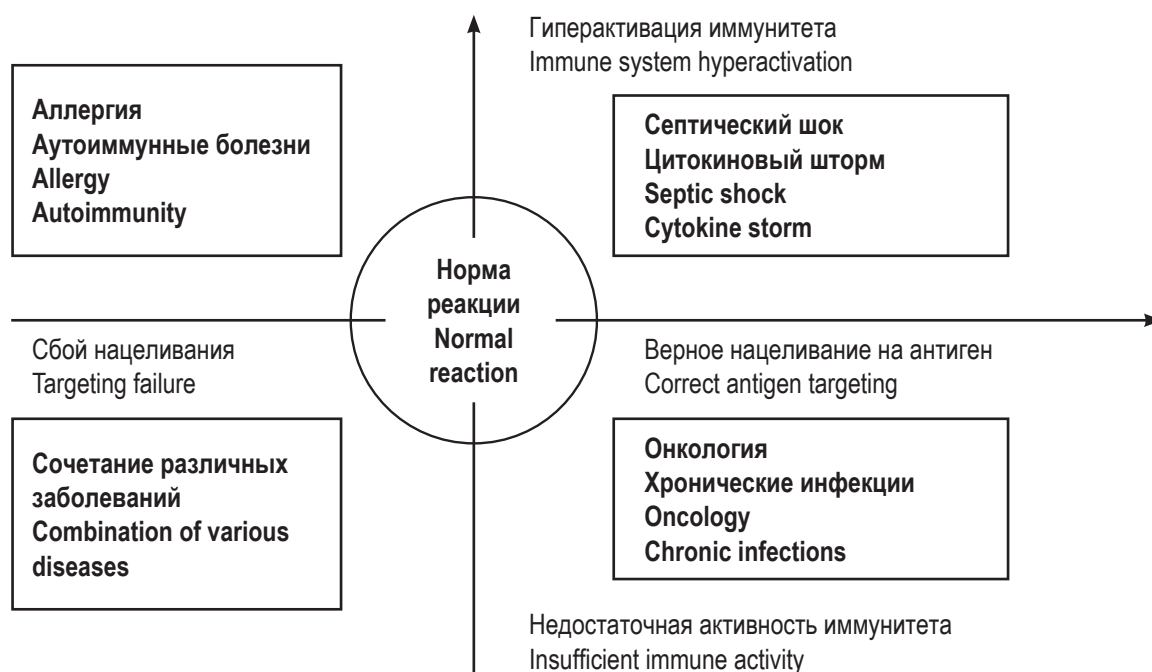 Гиперактивация иммунитета
Immune system hyperactivation
Аллергия
Аутоиммунные болезни
Allergy
Autoimmunity
Септический шок
Цитокиновый шторм
Septic shock
Cytokine storm
Норма
реакции
Normal
reaction
Сбой нацеливания
Targeting failure
Верное нацеливание на антиген
Correct antigen targeting
Сочетание различных
заболеваний
Combination of various
diseases
Онкология
Хронические инфекции
Oncology
Chronic infections
Недостаточная активность иммунитета
Insufficient immune activity